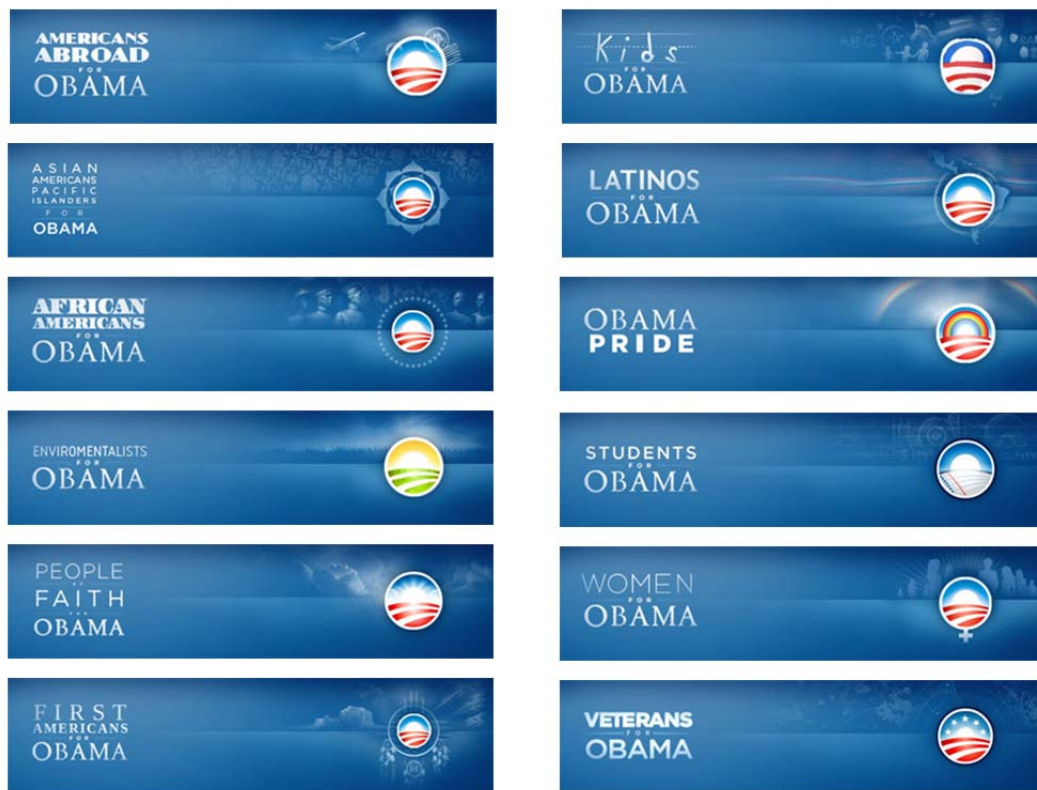 AMERICANS
ABROAD
FOR
OBAMA
ASIAN
AMERICANS
PACIFIC
ISLANDERS
FOR
OBAMA
AFRICAN
AMERICANS
FOR
OBAMA
ENVIROMENTALISTS
FOR
OBAMA
PEOPLE
OF
FAITH
FOR
OBAMA
FIRST
AMERICANS
FOR
OBAMA
Kids
FOR
OBAMA
ABC
LATINOS
FOR
OBAMA
OBAMA
PRIDE
STUDENTS
FOR
OBAMA
WOMEN
FOR
OBAMA
VETERANS
FOR
OBAMA